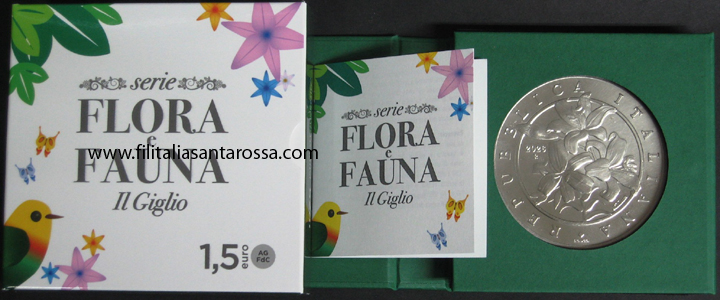 serie
FLORA
e
FAUNA
Il Giglio
1,5 euro
AG
FdC
www.filitaliasantarossa.com
serie
FLORA
e
FAUNA
Il Giglio
REPUBBLICA ITALIANA
2023
R